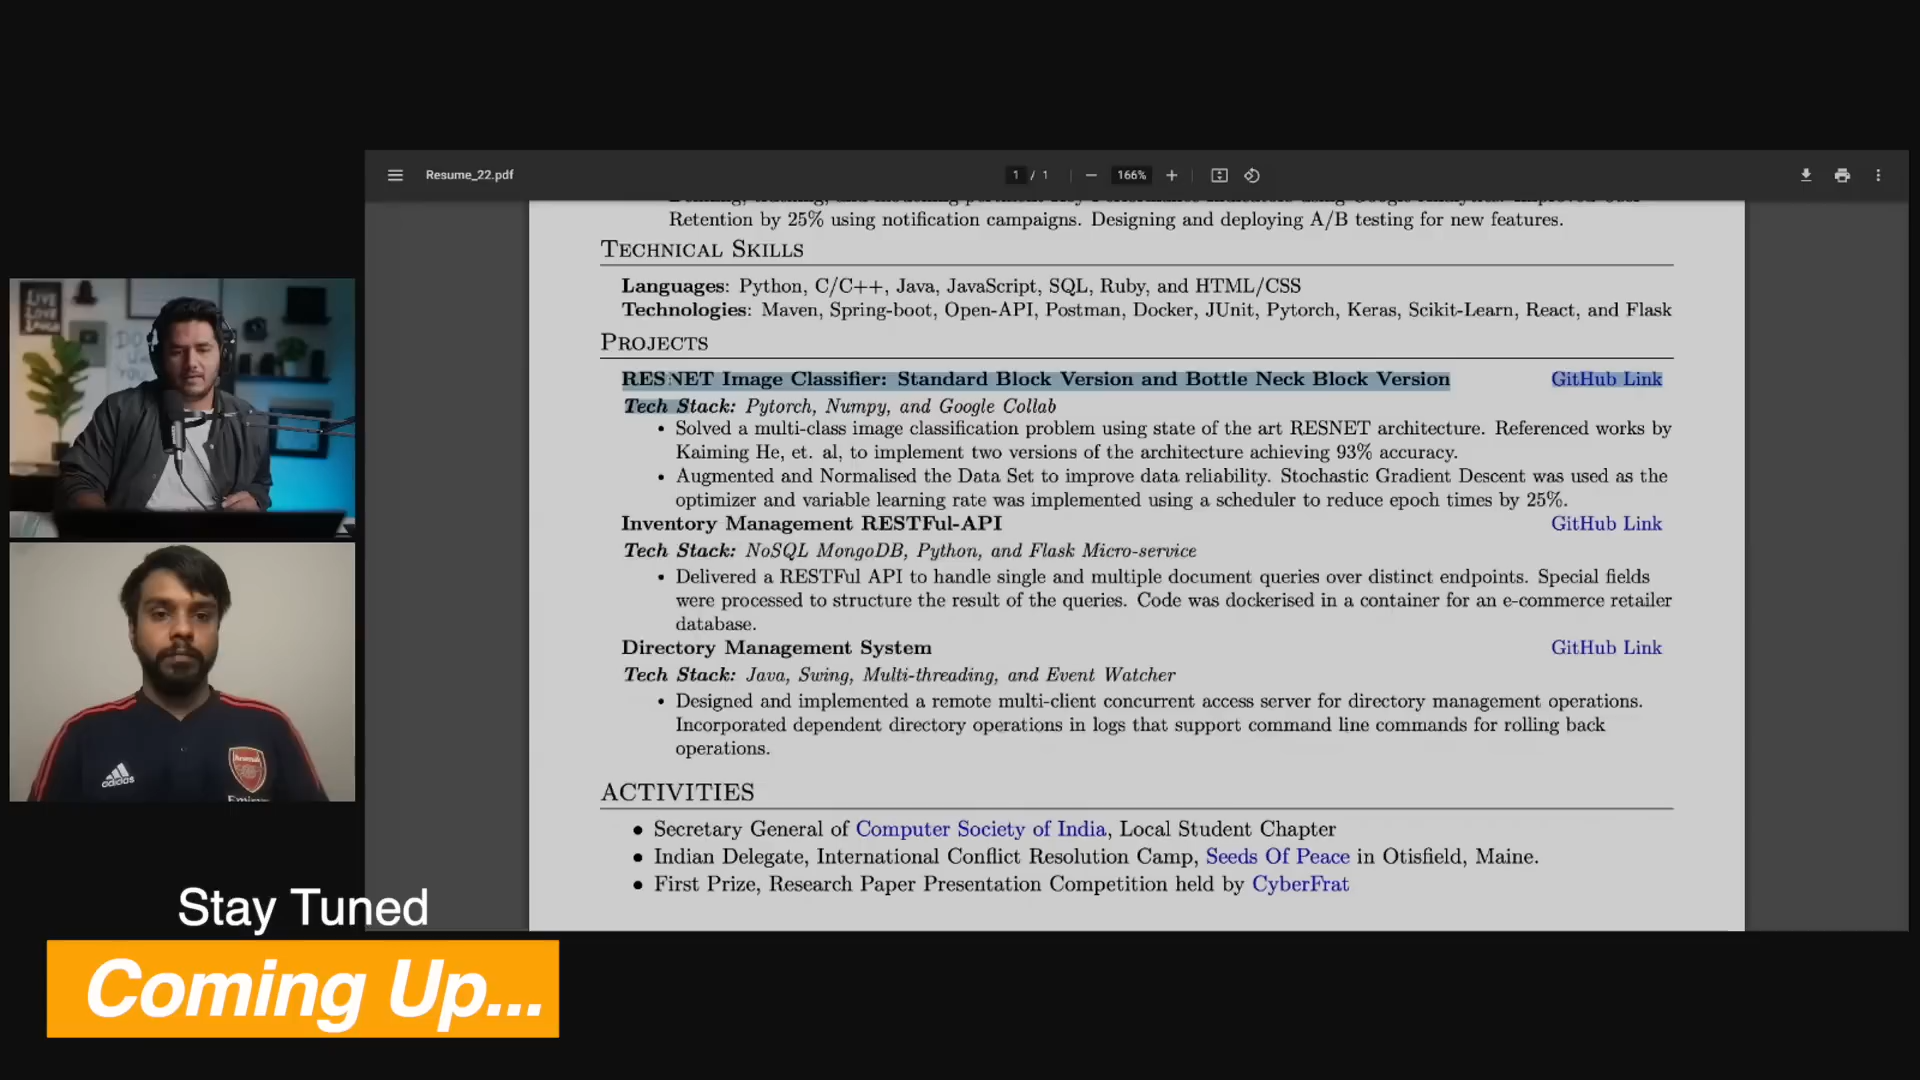 Resume_22.pdf
1 / 1
166%
Retention by 25% using notification campaigns. Designing and deploying A/B testing for new features.
TECHNICAL SKILLS
Languages: Python, C/C++, Java, JavaScript, SQL, Ruby, and HTML/CSS
Technologies: Maven, Spring-boot, Open-API, Postman, Docker, JUnit, Pytorch, Keras, Scikit-Learn, React, and Flask
PROJECTS
RESNET Image Classifier: Standard Block Version and Bottle Neck Block Version GitHub Link
Tech Stack: Pytorch, Numpy, and Google Collab
• Solved a multi-class image classification problem using state of the art RESNET architecture. Referenced works by
Kaiming He, et. al, to implement two versions of the architecture achieving 93% accuracy.
• Augmented and Normalised the Data Set to improve data reliability. Stochastic Gradient Descent was used as the
optimizer and variable learning rate was implemented using a scheduler to reduce epoch times by 25%.
Inventory Management RESTFul-API GitHub Link
Tech Stack: NoSQL MongoDB, Python, and Flask Micro-service
• Delivered a RESTFul API to handle single and multiple document queries over distinct endpoints. Special fields
were processed to structure the result of the queries. Code was dockerised in a container for an e-commerce retailer
database.
Directory Management System GitHub Link
Tech Stack: Java, Swing, Multi-threading, and Event Watcher
• Designed and implemented a remote multi-client concurrent access server for directory management operations.
Incorporated dependent directory operations in logs that support command line commands for rolling back
operations.
ACTIVITIES
• Secretary General of Computer Society of India, Local Student Chapter
• Indian Delegate, International Conflict Resolution Camp, Seeds Of Peace in Otisfield, Maine.
• First Prize, Research Paper Presentation Competition held by CyberFrat
LIVE
LOVE
adidas
Arsenal
Stay Tuned
Coming Up...